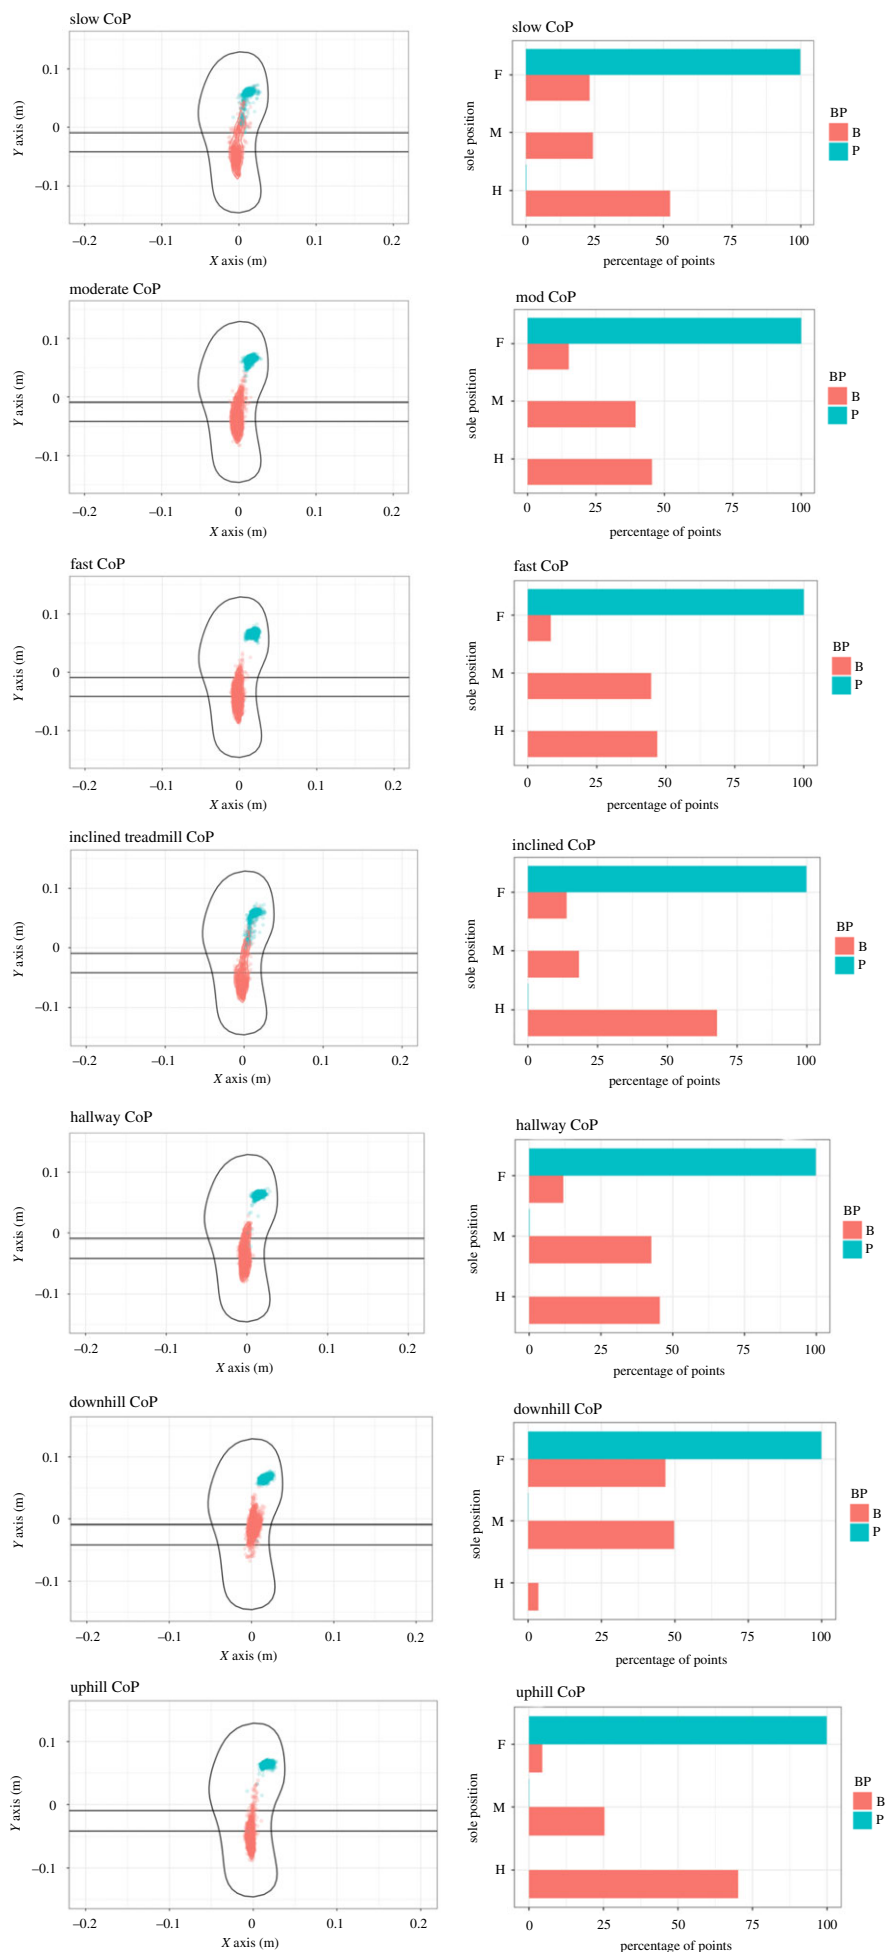 slow CoP
0.1
0
–0.1
Y axis (m)
–0.2 –0.1 0 0.1 0.2
X axis (m)
slow CoP
F
M
H
sole position
0 25 50 75 100
percentage of points
BP
B
P
moderate CoP
0.1
0
–0.1
Y axis (m)
–0.2 –0.1 0 0.1 0.2
X axis (m)
mod CoP
F
M
H
sole position
0 25 50 75 100
percentage of points
BP
B
P
fast CoP
0.1
0
–0.1
Y axis (m)
–0.2 –0.1 0 0.1 0.2
X axis (m)
fast CoP
F
M
H
sole position
0 25 50 75 100
percentage of points
BP
B
P
inclined treadmill CoP
0.1
0
–0.1
Y axis (m)
–0.2 –0.1 0 0.1 0.2
X axis (m)
inclined CoP
F
M
H
sole position
0 25 50 75 100
percentage of points
BP
B
P
hallway CoP
0.1
0
–0.1
Y axis (m)
–0.2 –0.1 0 0.1 0.2
X axis (m)
hallway CoP
F
M
H
sole position
0 25 50 75 100
percentage of points
BP
B
P
downhill CoP
0.1
0
–0.1
Y axis (m)
–0.2 –0.1 0 0.1 0.2
X axis (m)
downhill CoP
F
M
H
sole position
0 25 50 75 100
percentage of points
BP
B
P
uphill CoP
0.1
0
–0.1
Y axis (m)
–0.2 –0.1 0 0.1 0.2
X axis (m)
uphill CoP
F
M
H
sole position
0 25 50 75 100
percentage of points
BP
B
P